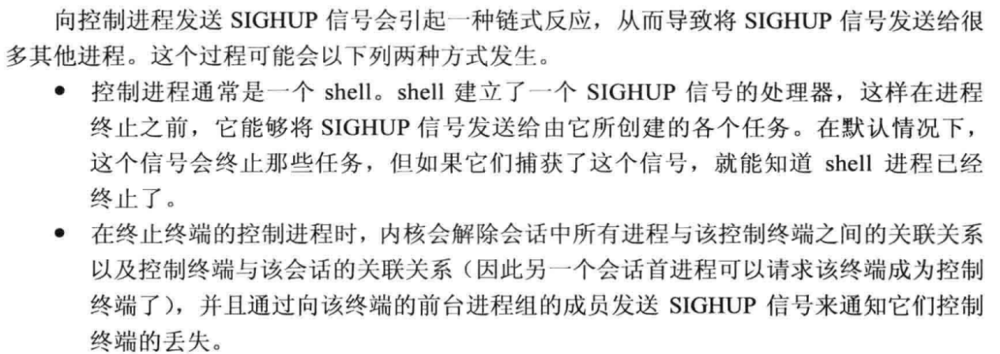 向控制进程发送 SIGHUP 信号会引起一种链式反应，从而导致将 SIGHUP 信号发送给很
多其他进程。这个过程可能会以下列两种方式发生。
● 控制进程通常是一个 shell。shell 建立了一个 SIGHUP 信号的处理器，这样在进程
终止之前，它能够将 SIGHUP 信号发送给由它所创建的各个任务。在默认情况下，
这个信号会终止那些任务，但如果它们捕获了这个信号，就能知道 shell 进程已经
终止了。
● 在终止终端的控制进程时，内核会解除会话中所有进程与该控制终端之间的关联关系
以及控制终端与该会话的关联关系（因此另一个会话首进程可以请求该终端成为控制
终端了），并且通过向该终端的前台进程组的成员发送 SIGHUP 信号来通知它们控制
终端的丢失。